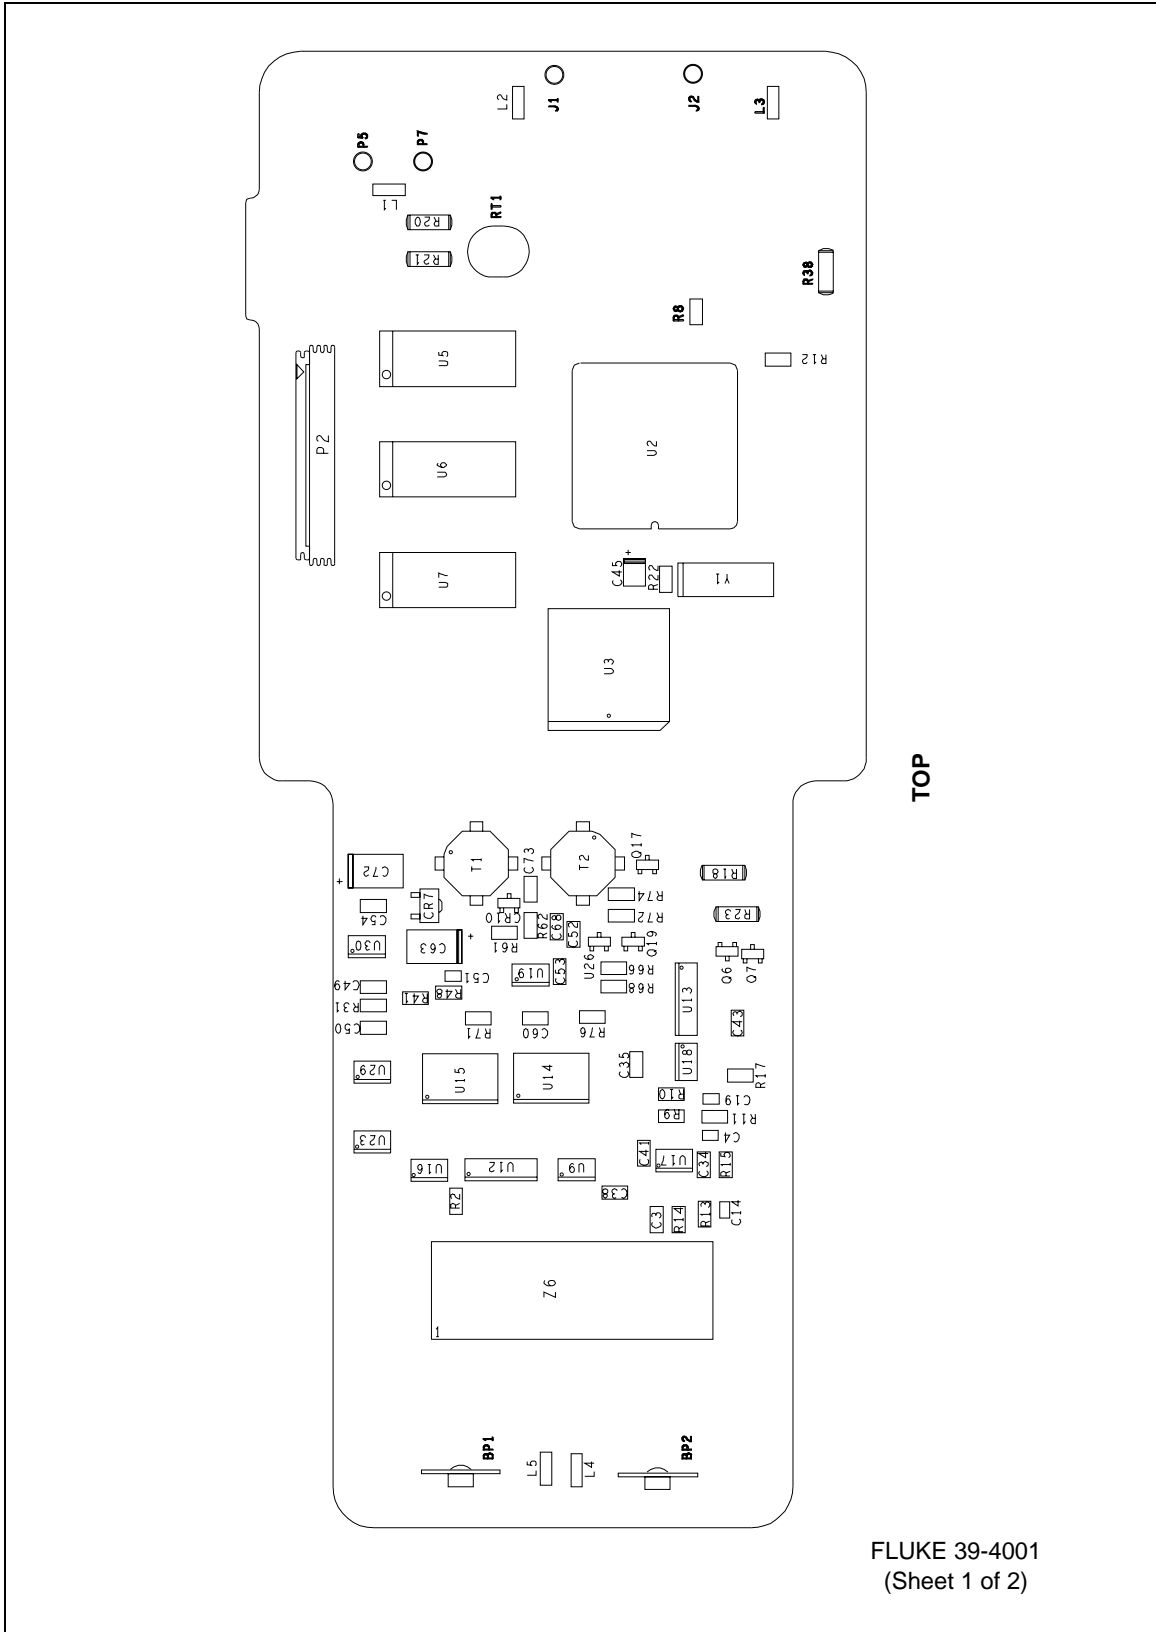 L2
J1
J2
L3
P5
P7
L1
R20
RT1
R21
R38
R8
U5
R12
P2
U6
U2
U7
+
C45
R22
Y1
U3
TOP
T1
C73
T2
Q17
+
C72
R18
CR7
R74
C54
CR10
R62
C68
C52
R72
R23
U30
C63
+
R61
U26
Q19
Q6
Q7
C51
U19
C53
R66
C49
R41
R48
R68
U13
R31
C50
R71
C60
R76
C43
U29
U15
U14
C35
U18
R17
R10
C19
R9
R11
C4
U23
C41
U16
U12
U9
U17
C34
R15
R2
C38
C3
R14
R13
C14
Z6
1
BP1
L5
L4
BP2
FLUKE 39-4001
(Sheet 1 of 2)